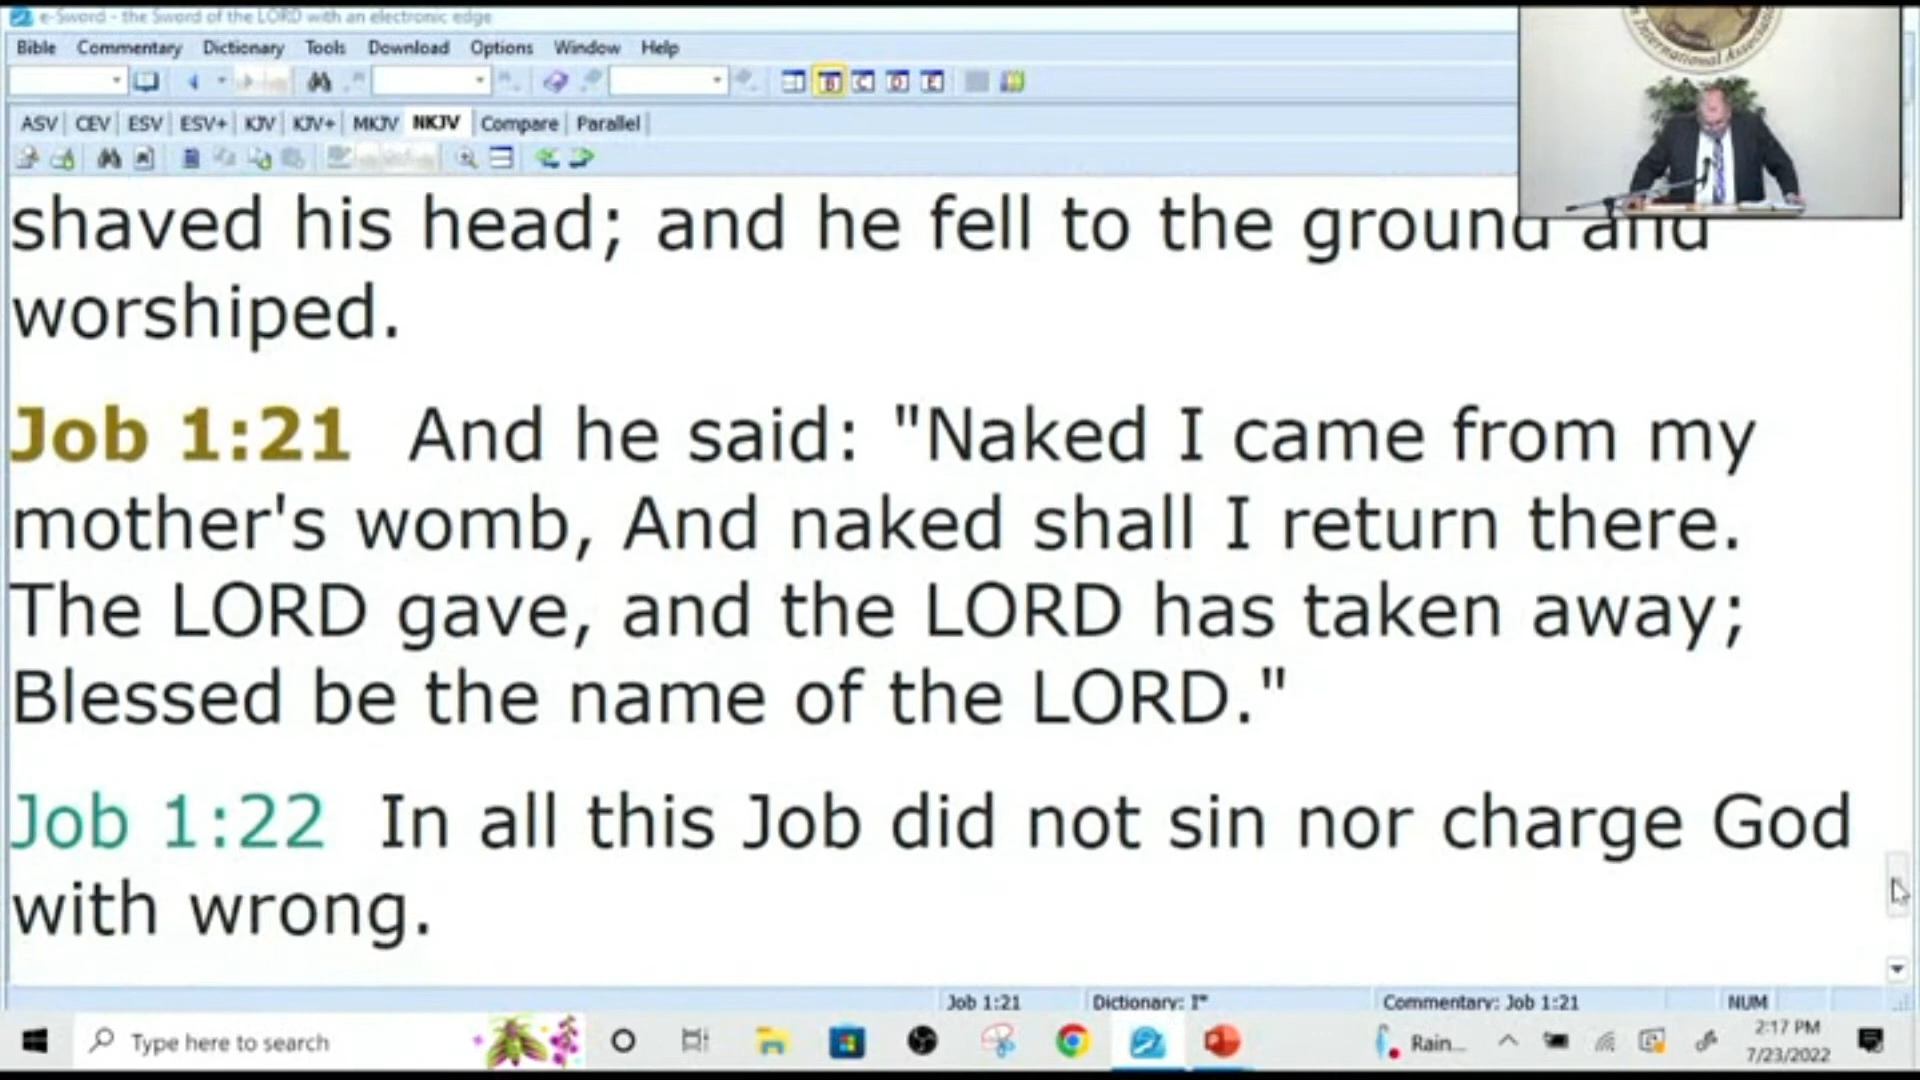 e-Sword - the Sword of the LORD with an electronic edge
Bible Commentary Dictionary Tools Download Options Window Help
International Associa
ASV CEV ESV ESV+ KJV KJV+ MKJV NKJV Compare Parallel
shaved his head; and he fell to the ground and
worshiped.
Job 1:21 And he said: "Naked I came from my
mother's womb, And naked shall I return there.
The LORD gave, and the LORD has taken away;
Blessed be the name of the LORD."
Job 1:22 In all this Job did not sin nor charge God
with wrong.
Job 1:21 Dictionary: I* Commentary: Job 1:21 NUM
Type here to search
Rain...
2:17 PM
7/23/2022